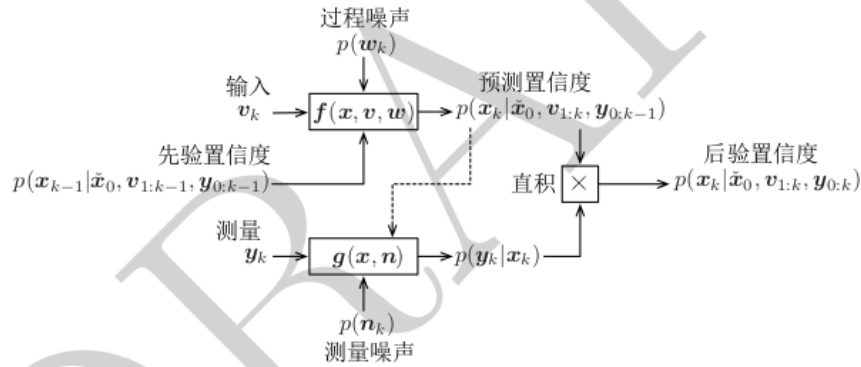 过程噪声
p(w_k)
输入
v_k
f(x, v, w)
预测置信度
p(x_k|x̌_0, v_{1:k}, y_{0:k−1})
先验置信度
p(x_{k−1}|x̌_0, v_{1:k−1}, y_{0:k−1})
直积
×
后验置信度
p(x_k|x̌_0, v_{1:k}, y_{0:k})
测量
y_k
g(x, n)
p(y_k|x_k)
p(n_k)
测量噪声